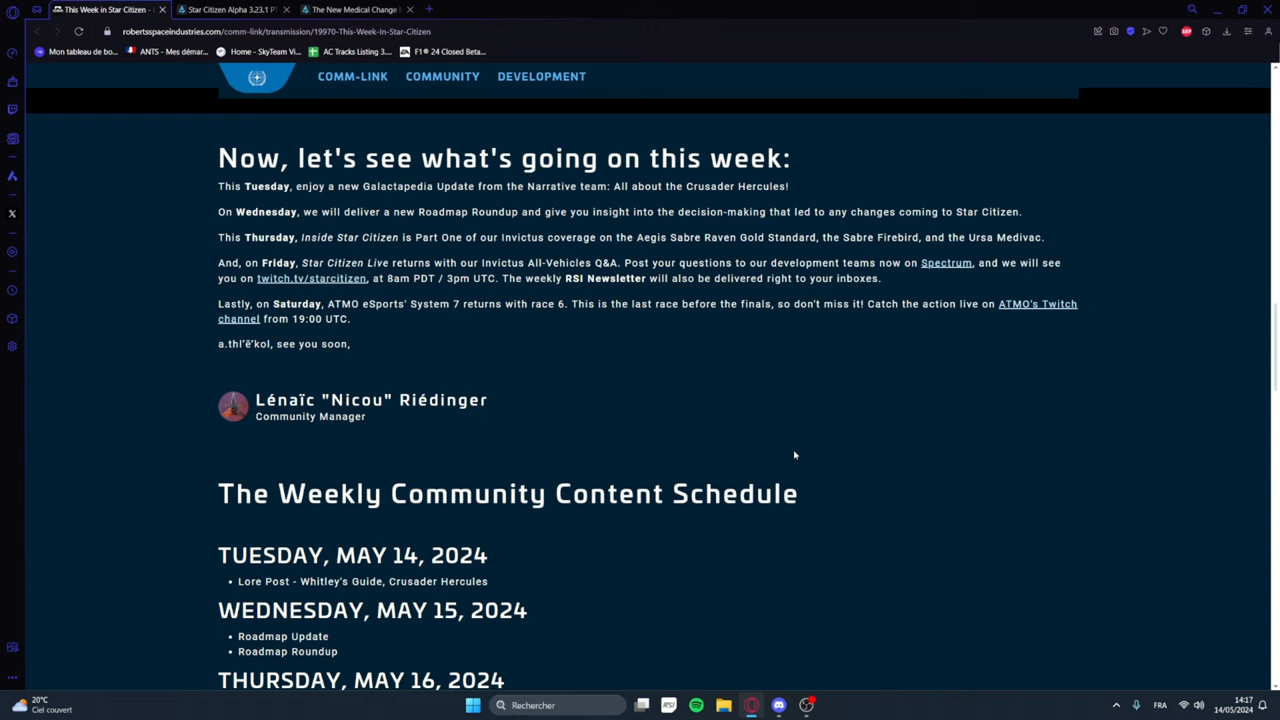 This Week in Star Citizen -
Star Citizen Alpha 3.23.1 P
The New Medical Change
robertsspaceindustries.com/comm-link/transmission/19970-This-Week-In-Star-Citizen
Mon tableau de bo...
ANTS - Mes démar...
Home - SkyTeam Vi...
AC Tracks Listing 3....
F1® 24 Closed Beta...
COMM-LINK
COMMUNITY
DEVELOPMENT
Now, let's see what's going on this week:
This Tuesday, enjoy a new Galactapedia Update from the Narrative team: All about the Crusader Hercules!
On Wednesday, we will deliver a new Roadmap Roundup and give you insight into the decision-making that led to any changes coming to Star Citizen.
This Thursday, Inside Star Citizen is Part One of our Invictus coverage on the Aegis Sabre Raven Gold Standard, the Sabre Firebird, and the Ursa Medivac.
And, on Friday, Star Citizen Live returns with our Invictus All-Vehicles Q&A. Post your questions to our development teams now on Spectrum, and we will see
you on twitch.tv/starcitizen, at 8am PDT / 3pm UTC. The weekly RSI Newsletter will also be delivered right to your inboxes.
Lastly, on Saturday, ATMO eSports' System 7 returns with race 6. This is the last race before the finals, so don't miss it! Catch the action live on ATMO's Twitch
channel from 19:00 UTC.
a.thl’ē’kol, see you soon,
Lénaïc "Nicou" Riédinger
Community Manager
The Weekly Community Content Schedule
TUESDAY, MAY 14, 2024
• Lore Post - Whitley's Guide, Crusader Hercules
WEDNESDAY, MAY 15, 2024
• Roadmap Update
• Roadmap Roundup
THURSDAY, MAY 16, 2024
20°C
Ciel couvert
Rechercher
RSI
FRA
14:17
14/05/2024